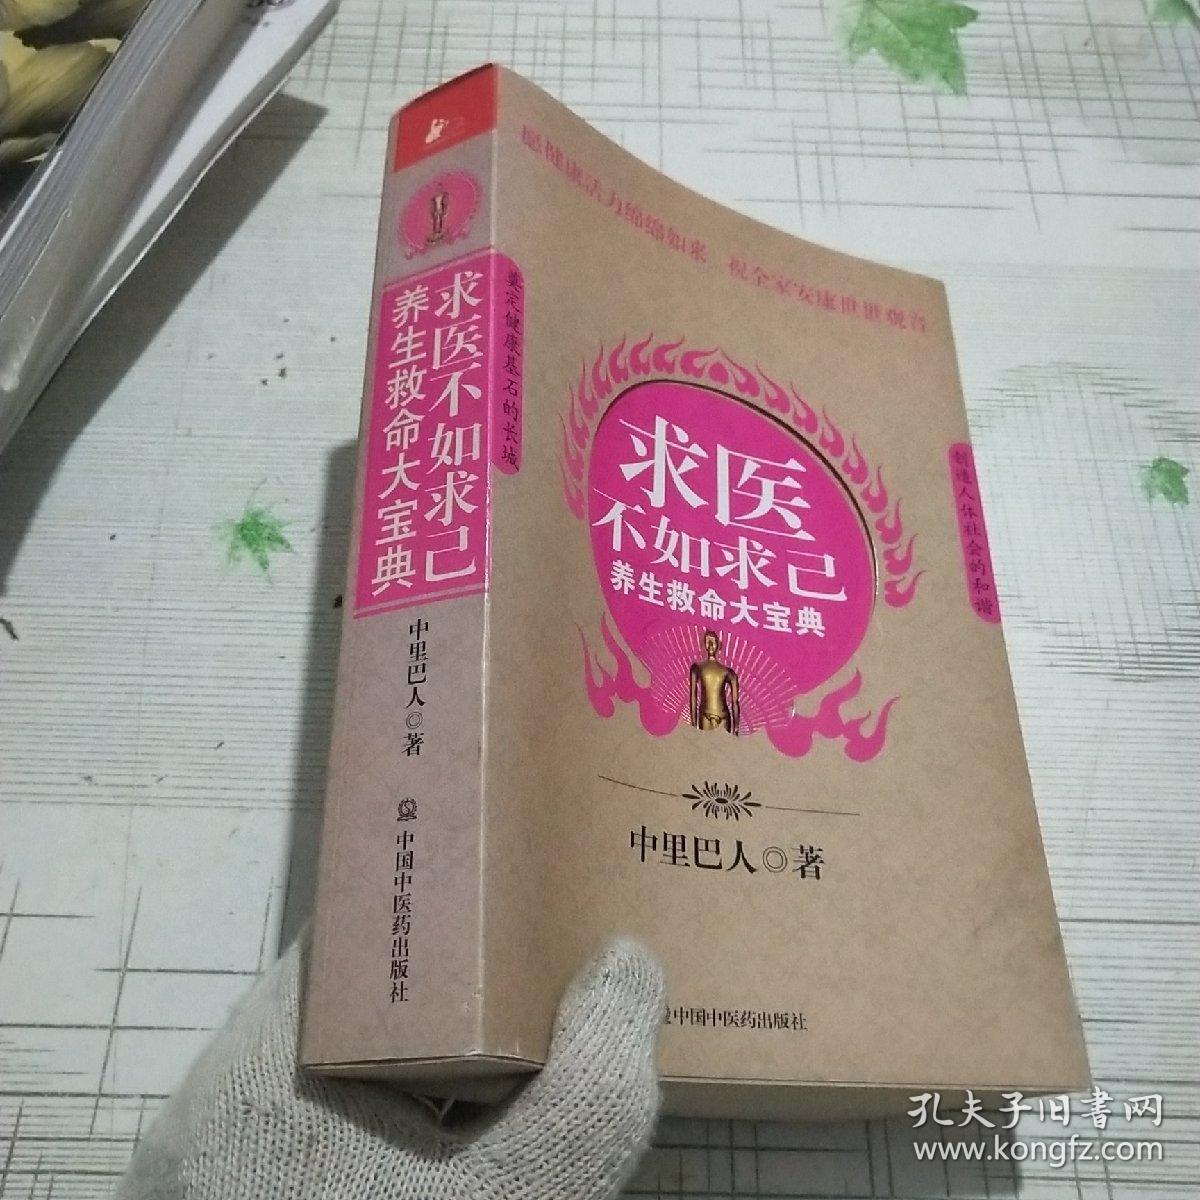 求医不如求己
养生救命大宝典
中里巴人◎著
中国中医药出版社
奠定健康基石的长城
愿健康活力绵绵如来 祝全家安康世世观音
求医
不如求己
养生救命大宝典
创造人体社会的和谐
中里巴人◎著
中国中医药出版社
孔夫子旧书网
www.kongfz.com